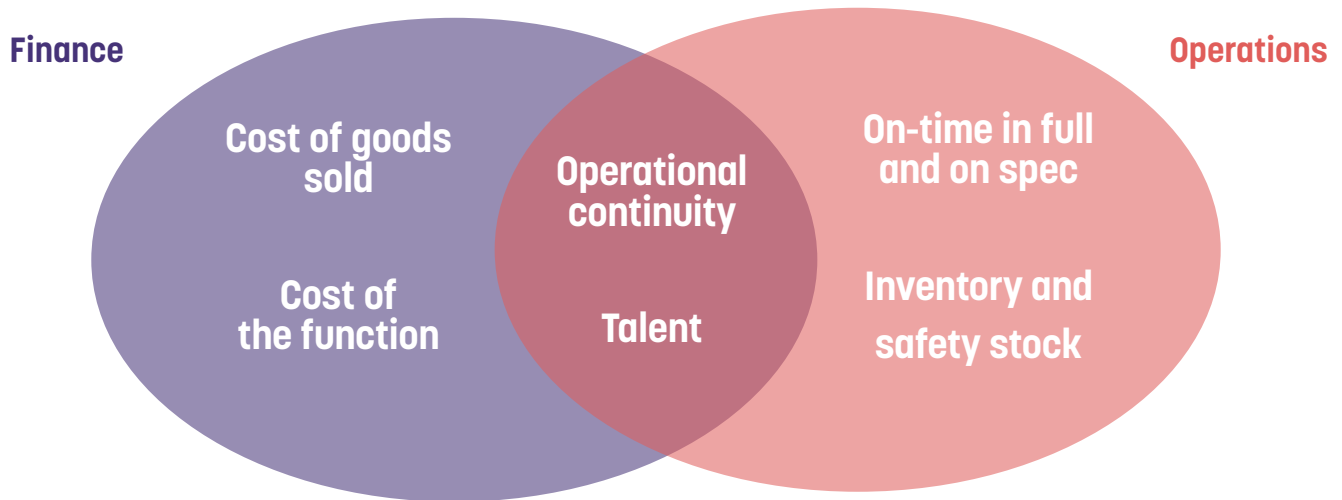 Finance
Operations
Cost of goods
sold
Cost of
the function
Operational
continuity
Talent
On-time in full
and on spec
Inventory and
safety stock